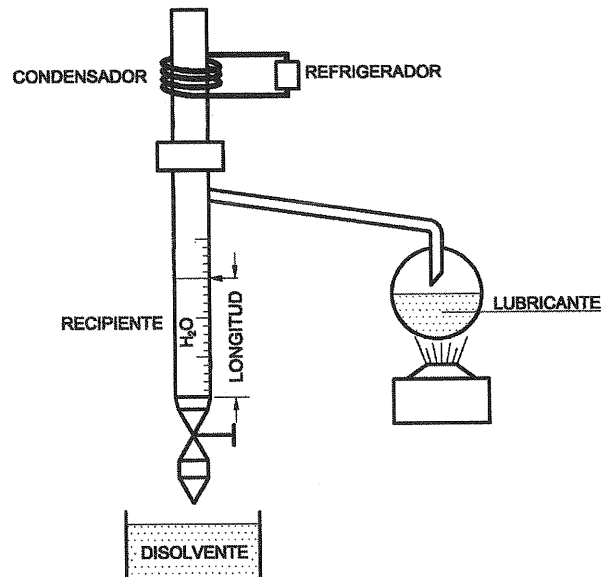 CONDENSADOR
REFRIGERADOR
RECIPIENTE
H₂O
LONGITUD
LUBRICANTE
DISOLVENTE